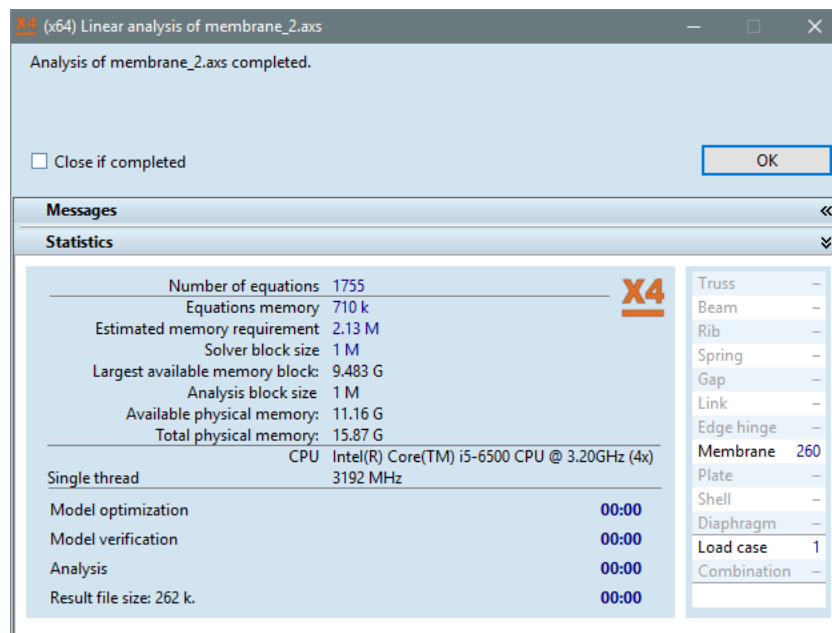 X4 (x64) Linear analysis of membrane_2.axs
Analysis of membrane_2.axs completed.
Close if completed
OK
Messages
Statistics
X4
Number of equations 1755
Equations memory 710 k
Estimated memory requirement 2.13 M
Solver block size 1 M
Largest available memory block: 9.483 G
Analysis block size 1 M
Available physical memory: 11.16 G
Total physical memory: 15.87 G
CPU Intel(R) Core(TM) i5-6500 CPU @ 3.20GHz (4x)
Single thread 3192 MHz
Model optimization 00:00
Model verification 00:00
Analysis 00:00
Result file size: 262 k. 00:00
Truss –
Beam –
Rib –
Spring –
Gap –
Link –
Edge hinge –
Membrane 260
Plate –
Shell –
Diaphragm –
Load case 1
Combination –